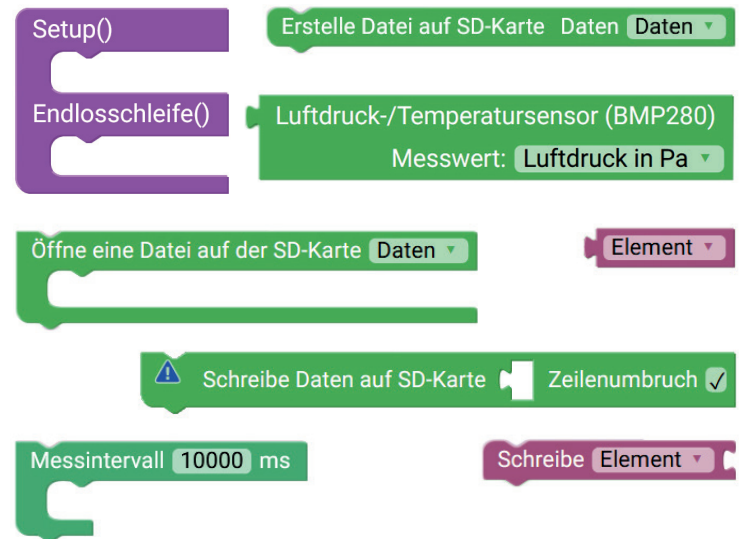 Setup()
Erstelle Datei auf SD-Karte Daten Daten
Endlosschleife()
Luftdruck-/Temperatursensor (BMP280)
Messwert: Luftdruck in Pa
Öffne eine Datei auf der SD-Karte Daten
Element
Schreibe Daten auf SD-Karte Zeilenumbruch
Messintervall 10000 ms
Schreibe Element